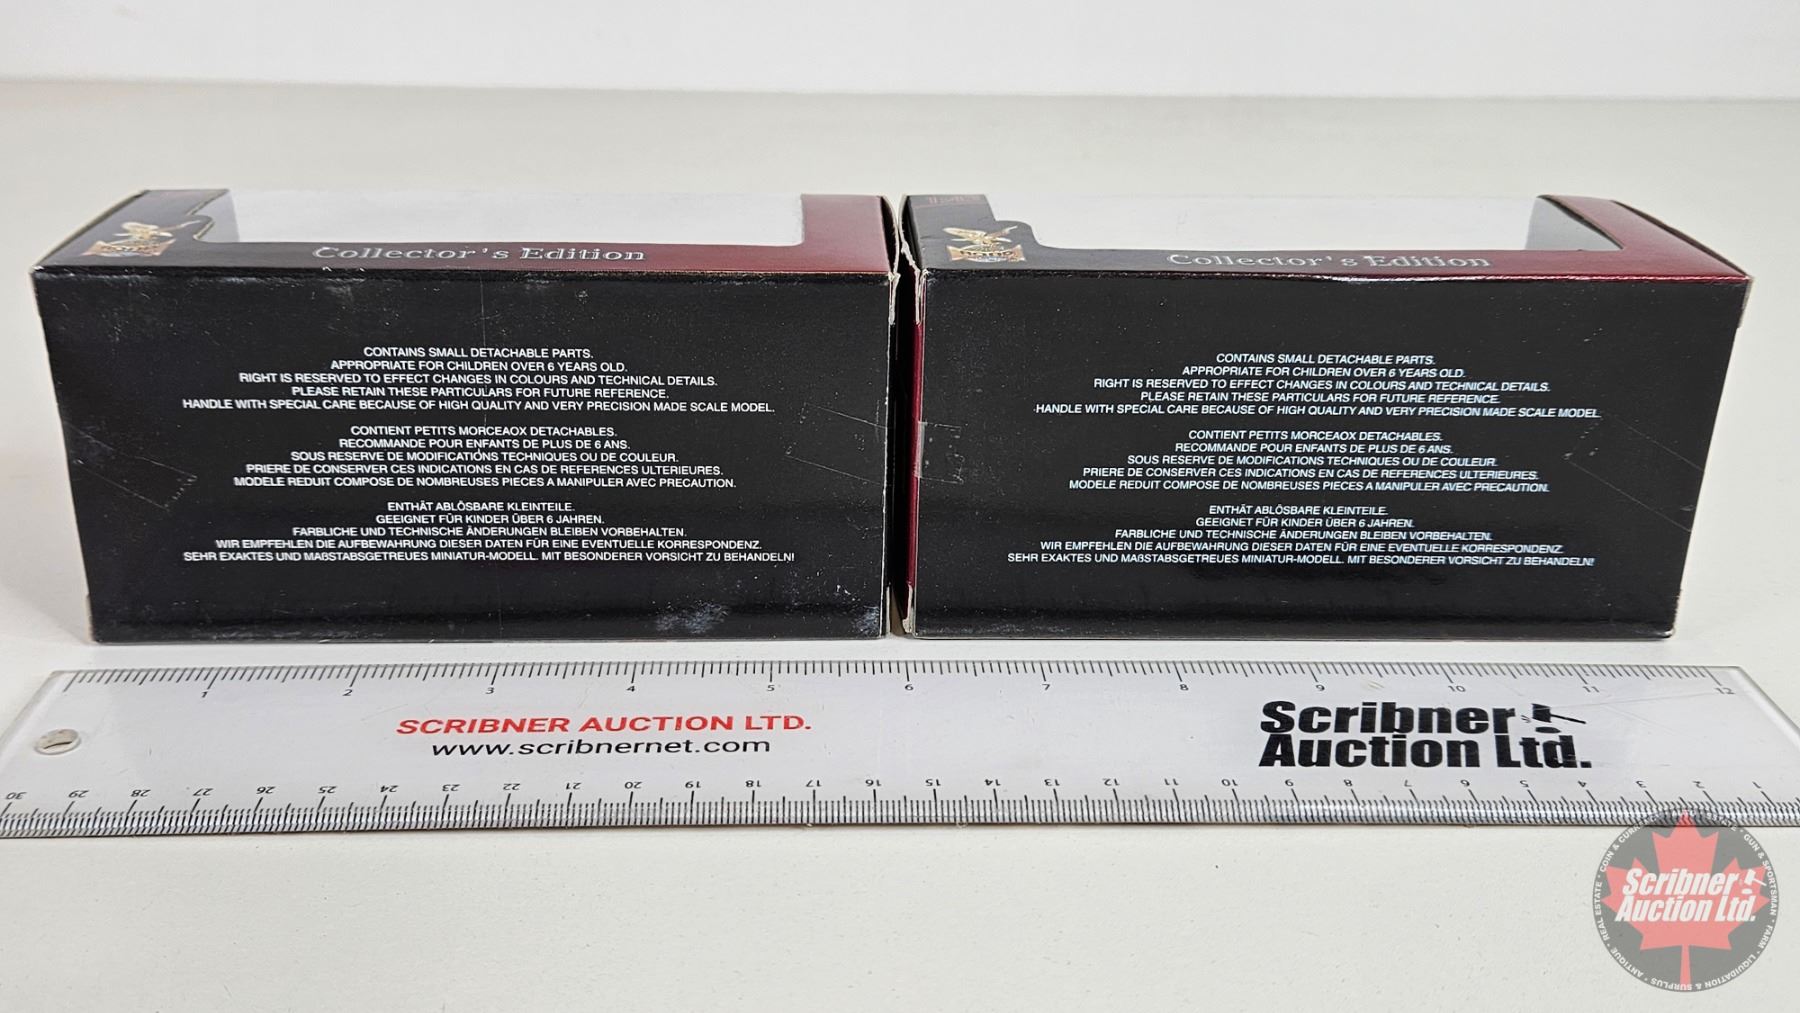 Collector's Edition
CONTAINS SMALL DETACHABLE PARTS.
APPROPRIATE FOR CHILDREN OVER 6 YEARS OLD.
RIGHT IS RESERVED TO EFFECT CHANGES IN COLOURS AND TECHNICAL DETAILS.
PLEASE RETAIN THESE PARTICULARS FOR FUTURE REFERENCE.
HANDLE WITH SPECIAL CARE BECAUSE OF HIGH QUALITY AND VERY PRECISION MADE SCALE MODEL.
CONTIENT PETITS MORCEAOX DETACHABLES.
RECOMMANDE POUR ENFANTS DE PLUS DE 6 ANS.
SOUS RESERVE DE MODIFICATIONS TECHNIQUES OU DE COULEUR.
PRIERE DE CONSERVER CES INDICATIONS EN CAS DE REFERENCES ULTERIEURES.
MODELE REDUIT COMPOSE DE NOMBREUSES PIECES A MANIPULER AVEC PRECAUTION.
ENTHÄT ABLÖSBARE KLEINTEILE.
GEEIGNET FÜR KINDER ÜBER 6 JAHREN.
FARBLICHE UND TECHNISCHE ÄNDERUNGEN BLEIBEN VORBEHALTEN.
WIR EMPFEHLEN DIE AUFBEWAHRUNG DIESER DATEN FÜR EINE EVENTUELLE KORRESPONDENZ.
SEHR EXAKTES UND MAßSTABSGETREUES MINIATUR-MODELL. MIT BESONDERER VORSICHT ZU BEHANDELN!
Collector's Edition
CONTAINS SMALL DETACHABLE PARTS.
APPROPRIATE FOR CHILDREN OVER 6 YEARS OLD.
RIGHT IS RESERVED TO EFFECT CHANGES IN COLOURS AND TECHNICAL DETAILS.
PLEASE RETAIN THESE PARTICULARS FOR FUTURE REFERENCE.
HANDLE WITH SPECIAL CARE BECAUSE OF HIGH QUALITY AND VERY PRECISION MADE SCALE MODEL.
CONTIENT PETITS MORCEAOX DETACHABLES.
RECOMMANDE POUR ENFANTS DE PLUS DE 6 ANS.
SOUS RESERVE DE MODIFICATIONS TECHNIQUES OU DE COULEUR.
PRIERE DE CONSERVER CES INDICATIONS EN CAS DE REFERENCES ULTERIEURES.
MODELE REDUIT COMPOSE DE NOMBREUSES PIECES A MANIPULER AVEC PRECAUTION.
ENTHÄT ABLÖSBARE KLEINTEILE.
GEEIGNET FÜR KINDER ÜBER 6 JAHREN.
FARBLICHE UND TECHNISCHE ÄNDERUNGEN BLEIBEN VORBEHALTEN.
WIR EMPFEHLEN DIE AUFBEWAHRUNG DIESER DATEN FÜR EINE EVENTUELLE KORRESPONDENZ.
SEHR EXAKTES UND MAßSTABSGETREUES MINIATUR-MODELL. MIT BESONDERER VORSICHT ZU BEHANDELN!
1 2 3 4 5 6 7 8 9 10 11 12
SCRIBNER AUCTION LTD.
www.scribnernet.com
Scribner
Auction Ltd.
30 29 28 27 26 25 24 23 22 21 20 19 18 17 16 15 14 13 12 11 10 9 8 7 6 5 4 3 2 1
Scribner
Auction Ltd.
REAL ESTATE • COIN & CURRENCY • ESTATE • GUN & SPORTSMAN • FARM • LIQUIDATION & SURPLUS • ANTIQUE